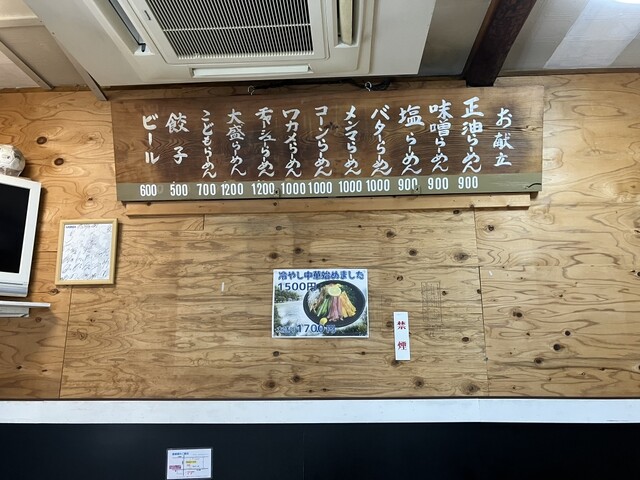 お献立
正油らーめん 900
味噌らーめん 900
塩らーめん 900
バタらーめん 1000
メンマらーめん 1000
コーンらーめん 1000
ワカメらーめん 1000
チャーシューらーめん 1200
大盛らーめん 1200
こどもらーめん 700
餃子 500
ビール 600
冷やし中華始めました
1500円
1700円
禁煙